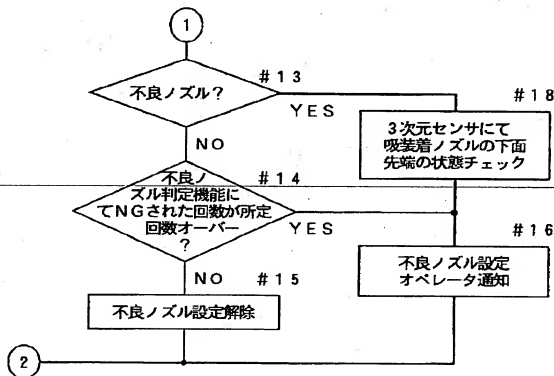 1
#13
不良ノズル?
YES
#18
3次元センサにて
吸装着ノズルの下面
先端の状態チェック
NO
#14
不良ノ
ズル判定機能に
てNGされた回数が所定
回数オーバー
?
YES
#16
不良ノズル設定
オペレータ通知
NO
#15
不良ノズル設定解除
2